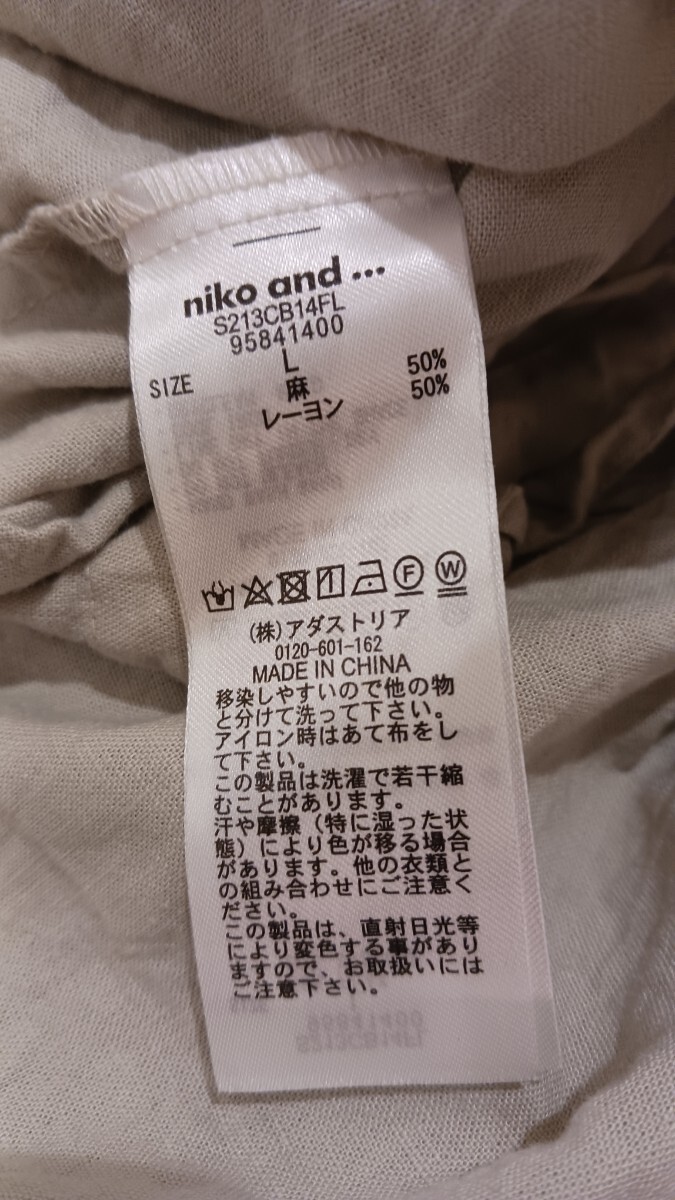 niko and ...
S213CB14FL
95841400
SIZE L
麻 50%
レーヨン 50%
F W
(株)アダストリア
0120-601-162
MADE IN CHINA
移染しやすいので他の物
と分けて洗って下さい。
アイロン時はあて布をし
て下さい。
この製品は洗濯で若干縮
むことがあります。
汗や摩擦（特に湿った状
態）により色が移る場合
があります。他の衣類と
の組み合わせにご注意く
ださい。
この製品は、直射日光等
により変色する事があり
ますので、お取扱いには
ご注意下さい。